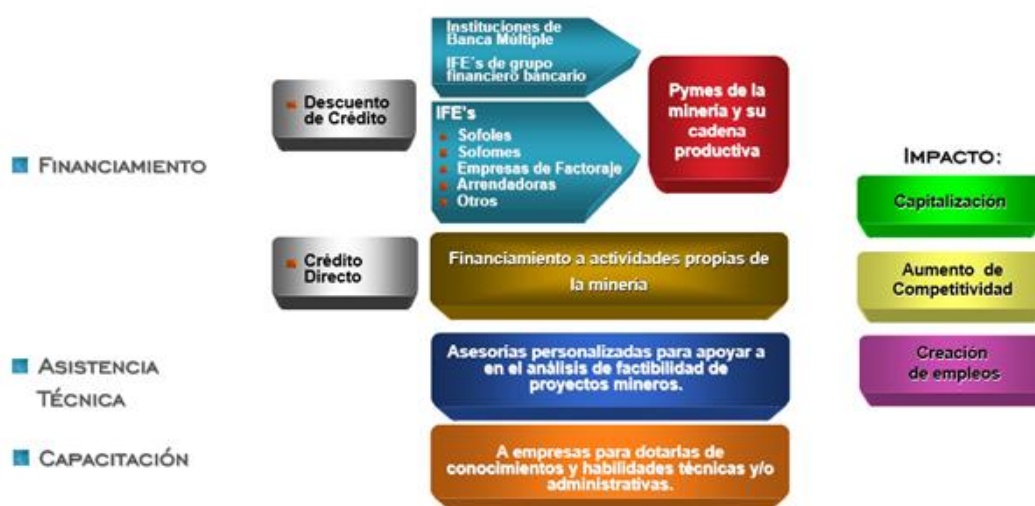 FINANCIAMIENTO
Descuento
de Crédito
Instituciones de
Banca Múltiple
IFE´s de grupo
financiero bancario
IFE's
Sofoles
Sofomes
Empresas de Factoraje
Arrendadoras
Otros
Pymes de la
minería y su
cadena
productiva
Crédito
Directo
Financiamiento a actividades propias de
la minería
ASISTENCIA
TÉCNICA
Asesorías personalizadas para apoyar a
en el análisis de factibilidad de
proyectos mineros.
CAPACITACIÓN
A empresas para dotarlas de
conocimientos y habilidades técnicas y/o
administrativas.
IMPACTO:
Capitalización
Aumento de
Competitividad
Creación
de empleos